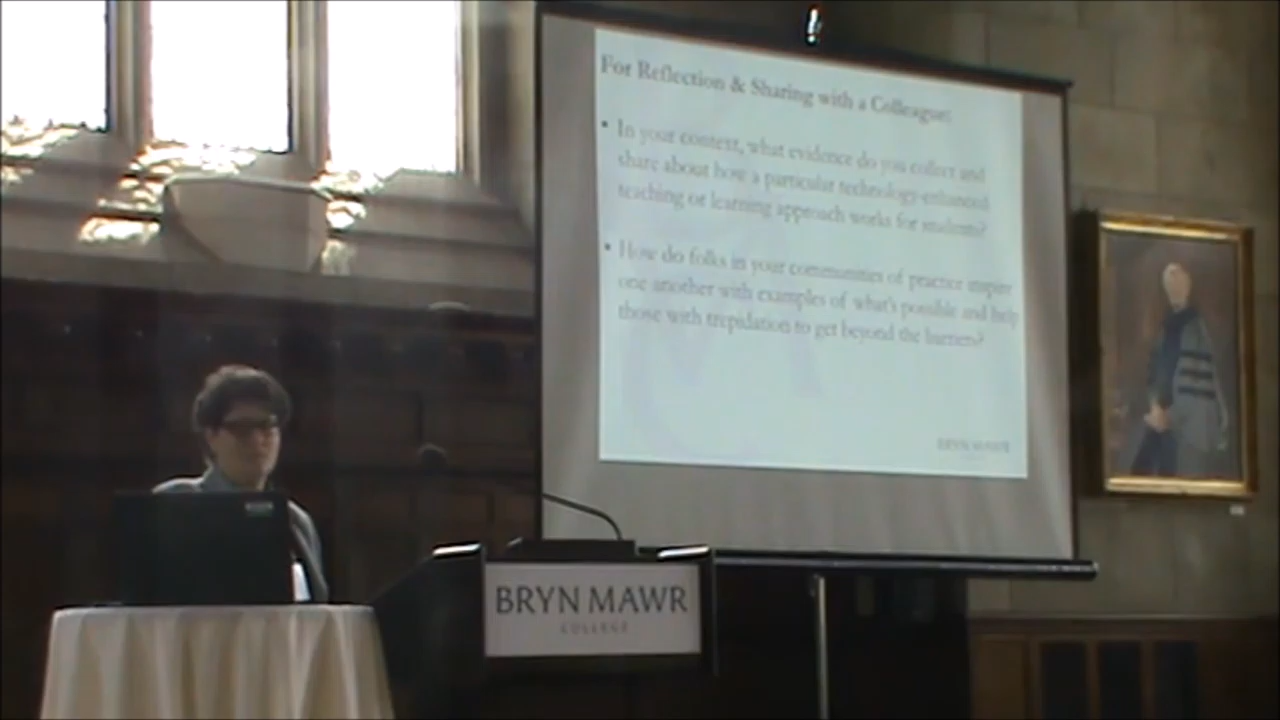 For Reflection & Sharing with a Colleague:
• In your context, what evidence do you collect and
share about how a particular technology-enhanced
teaching or learning approach works for students?
• How do folks in your communities of practice inspire
one another with examples of what's possible and help
those with trepidation to get beyond the barriers?
BRYN MAWR
BRYN MAWR
COLLEGE